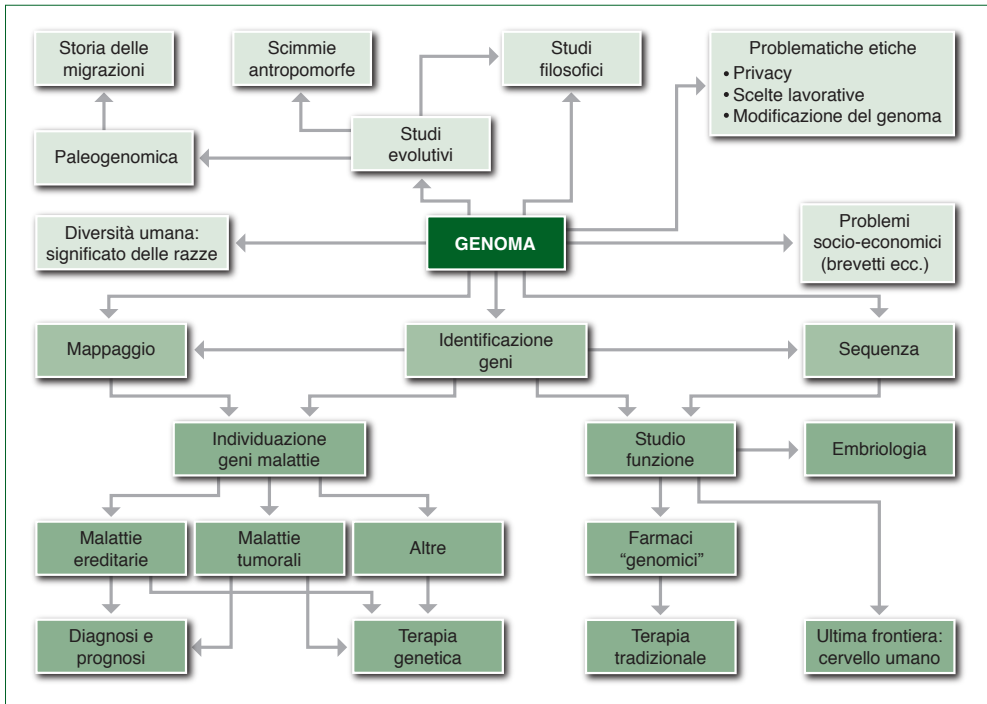 Storia delle
migrazioni
Scimmie
antropomorfe
Studi
filosofici
Problematiche etiche
• Privacy
• Scelte lavorative
• Modificazione del genoma
Paleogenomica
Studi
evolutivi
Diversità umana:
significato delle razze
GENOMA
Problemi
socio-economici
(brevetti ecc.)
Mappaggio
Identificazione
geni
Sequenza
Individuazione
geni malattie
Studio
funzione
Embriologia
Malattie
ereditarie
Malattie
tumorali
Altre
Farmaci
“genomici”
Diagnosi e
prognosi
Terapia
genetica
Terapia
tradizionale
Ultima frontiera:
cervello umano